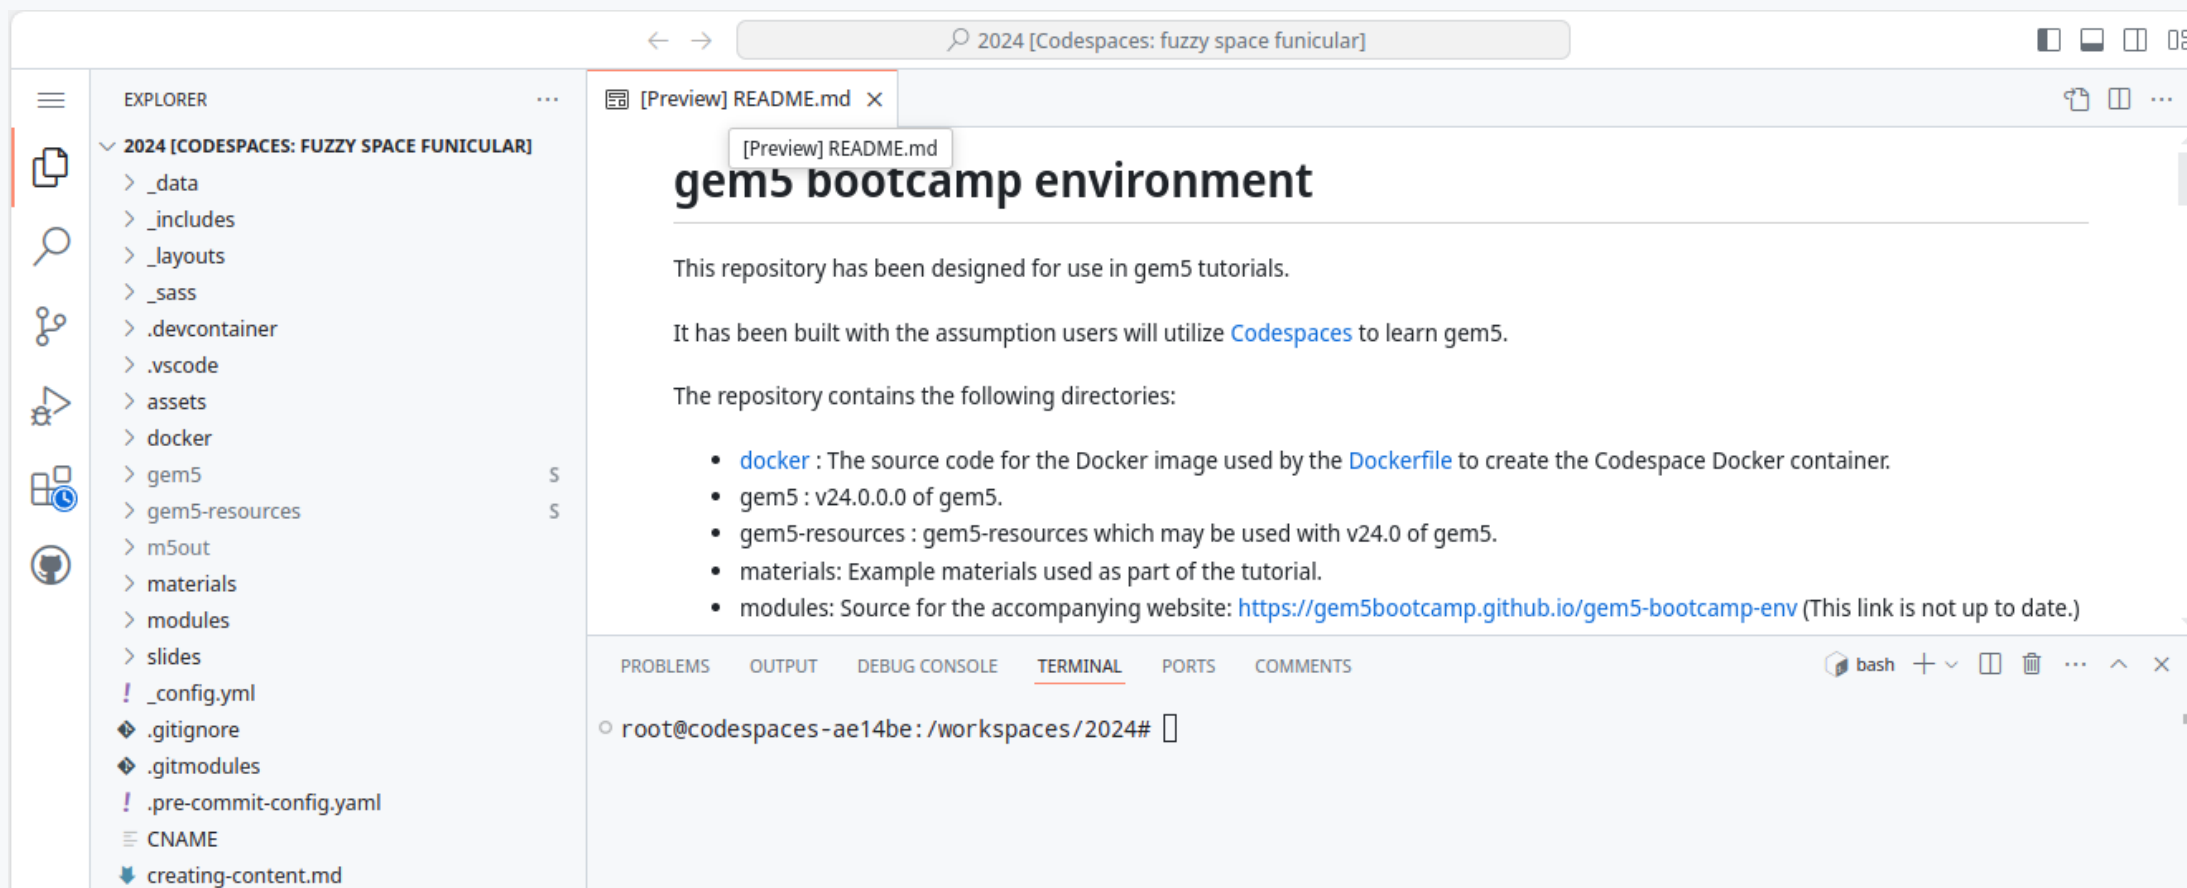 2024 [Codespaces: fuzzy space funicular]
EXPLORER
2024 [CODESPACES: FUZZY SPACE FUNICULAR]
_data
_includes
_layouts
_sass
.devcontainer
.vscode
assets
docker
gem5 S
gem5-resources S
m5out
materials
modules
slides
_config.yml
.gitignore
.gitmodules
.pre-commit-config.yaml
CNAME
creating-content.md
[Preview] README.md
[Preview] README.md
gem5 bootcamp environment
This repository has been designed for use in gem5 tutorials.
It has been built with the assumption users will utilize Codespaces to learn gem5.
The repository contains the following directories:
• docker : The source code for the Docker image used by the Dockerfile to create the Codespace Docker container.
• gem5 : v24.0.0.0 of gem5.
• gem5-resources : gem5-resources which may be used with v24.0 of gem5.
• materials: Example materials used as part of the tutorial.
• modules: Source for the accompanying website: https://gem5bootcamp.github.io/gem5-bootcamp-env (This link is not up to date.)
PROBLEMS OUTPUT DEBUG CONSOLE TERMINAL PORTS COMMENTS
bash
root@codespaces-ae14be:/workspaces/2024#